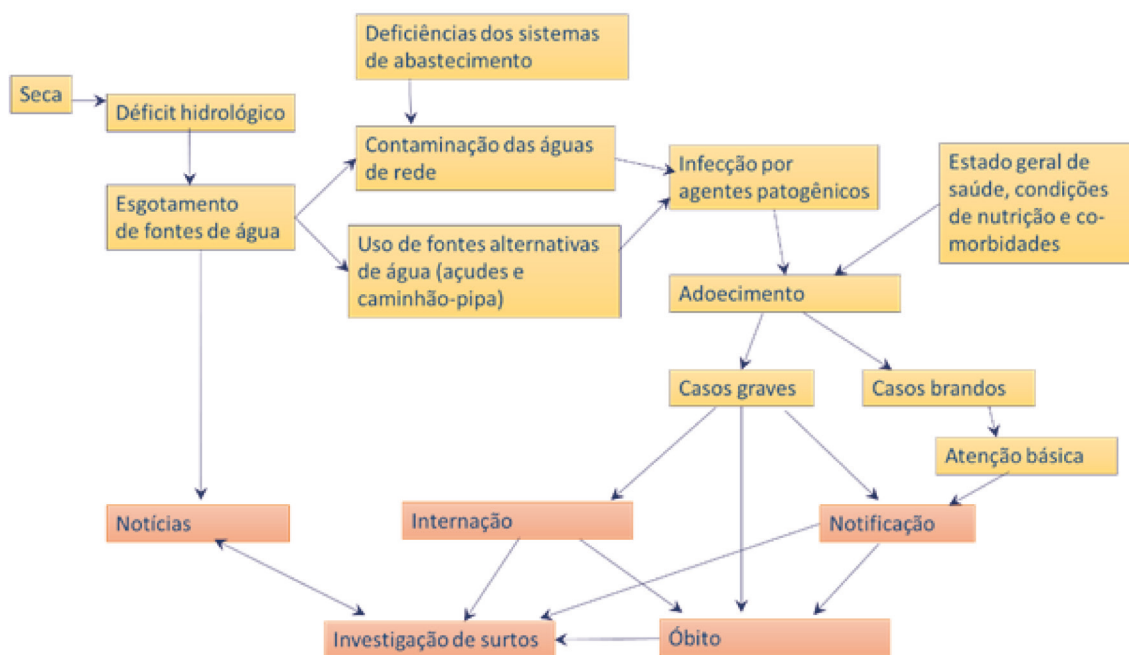 Deficiências dos sistemas
de abastecimento
Seca
Déficit hidrológico
Contaminação das águas
de rede
Infecção por
agentes patogênicos
Estado geral de
saúde, condições
de nutrição e co-
morbidades
Esgotamento
de fontes de água
Uso de fontes alternativas
de água (açudes e
caminhão-pipa)
Adoecimento
Casos graves
Casos brandos
Atenção básica
Notícias
Internação
Notificação
Investigação de surtos
Óbito